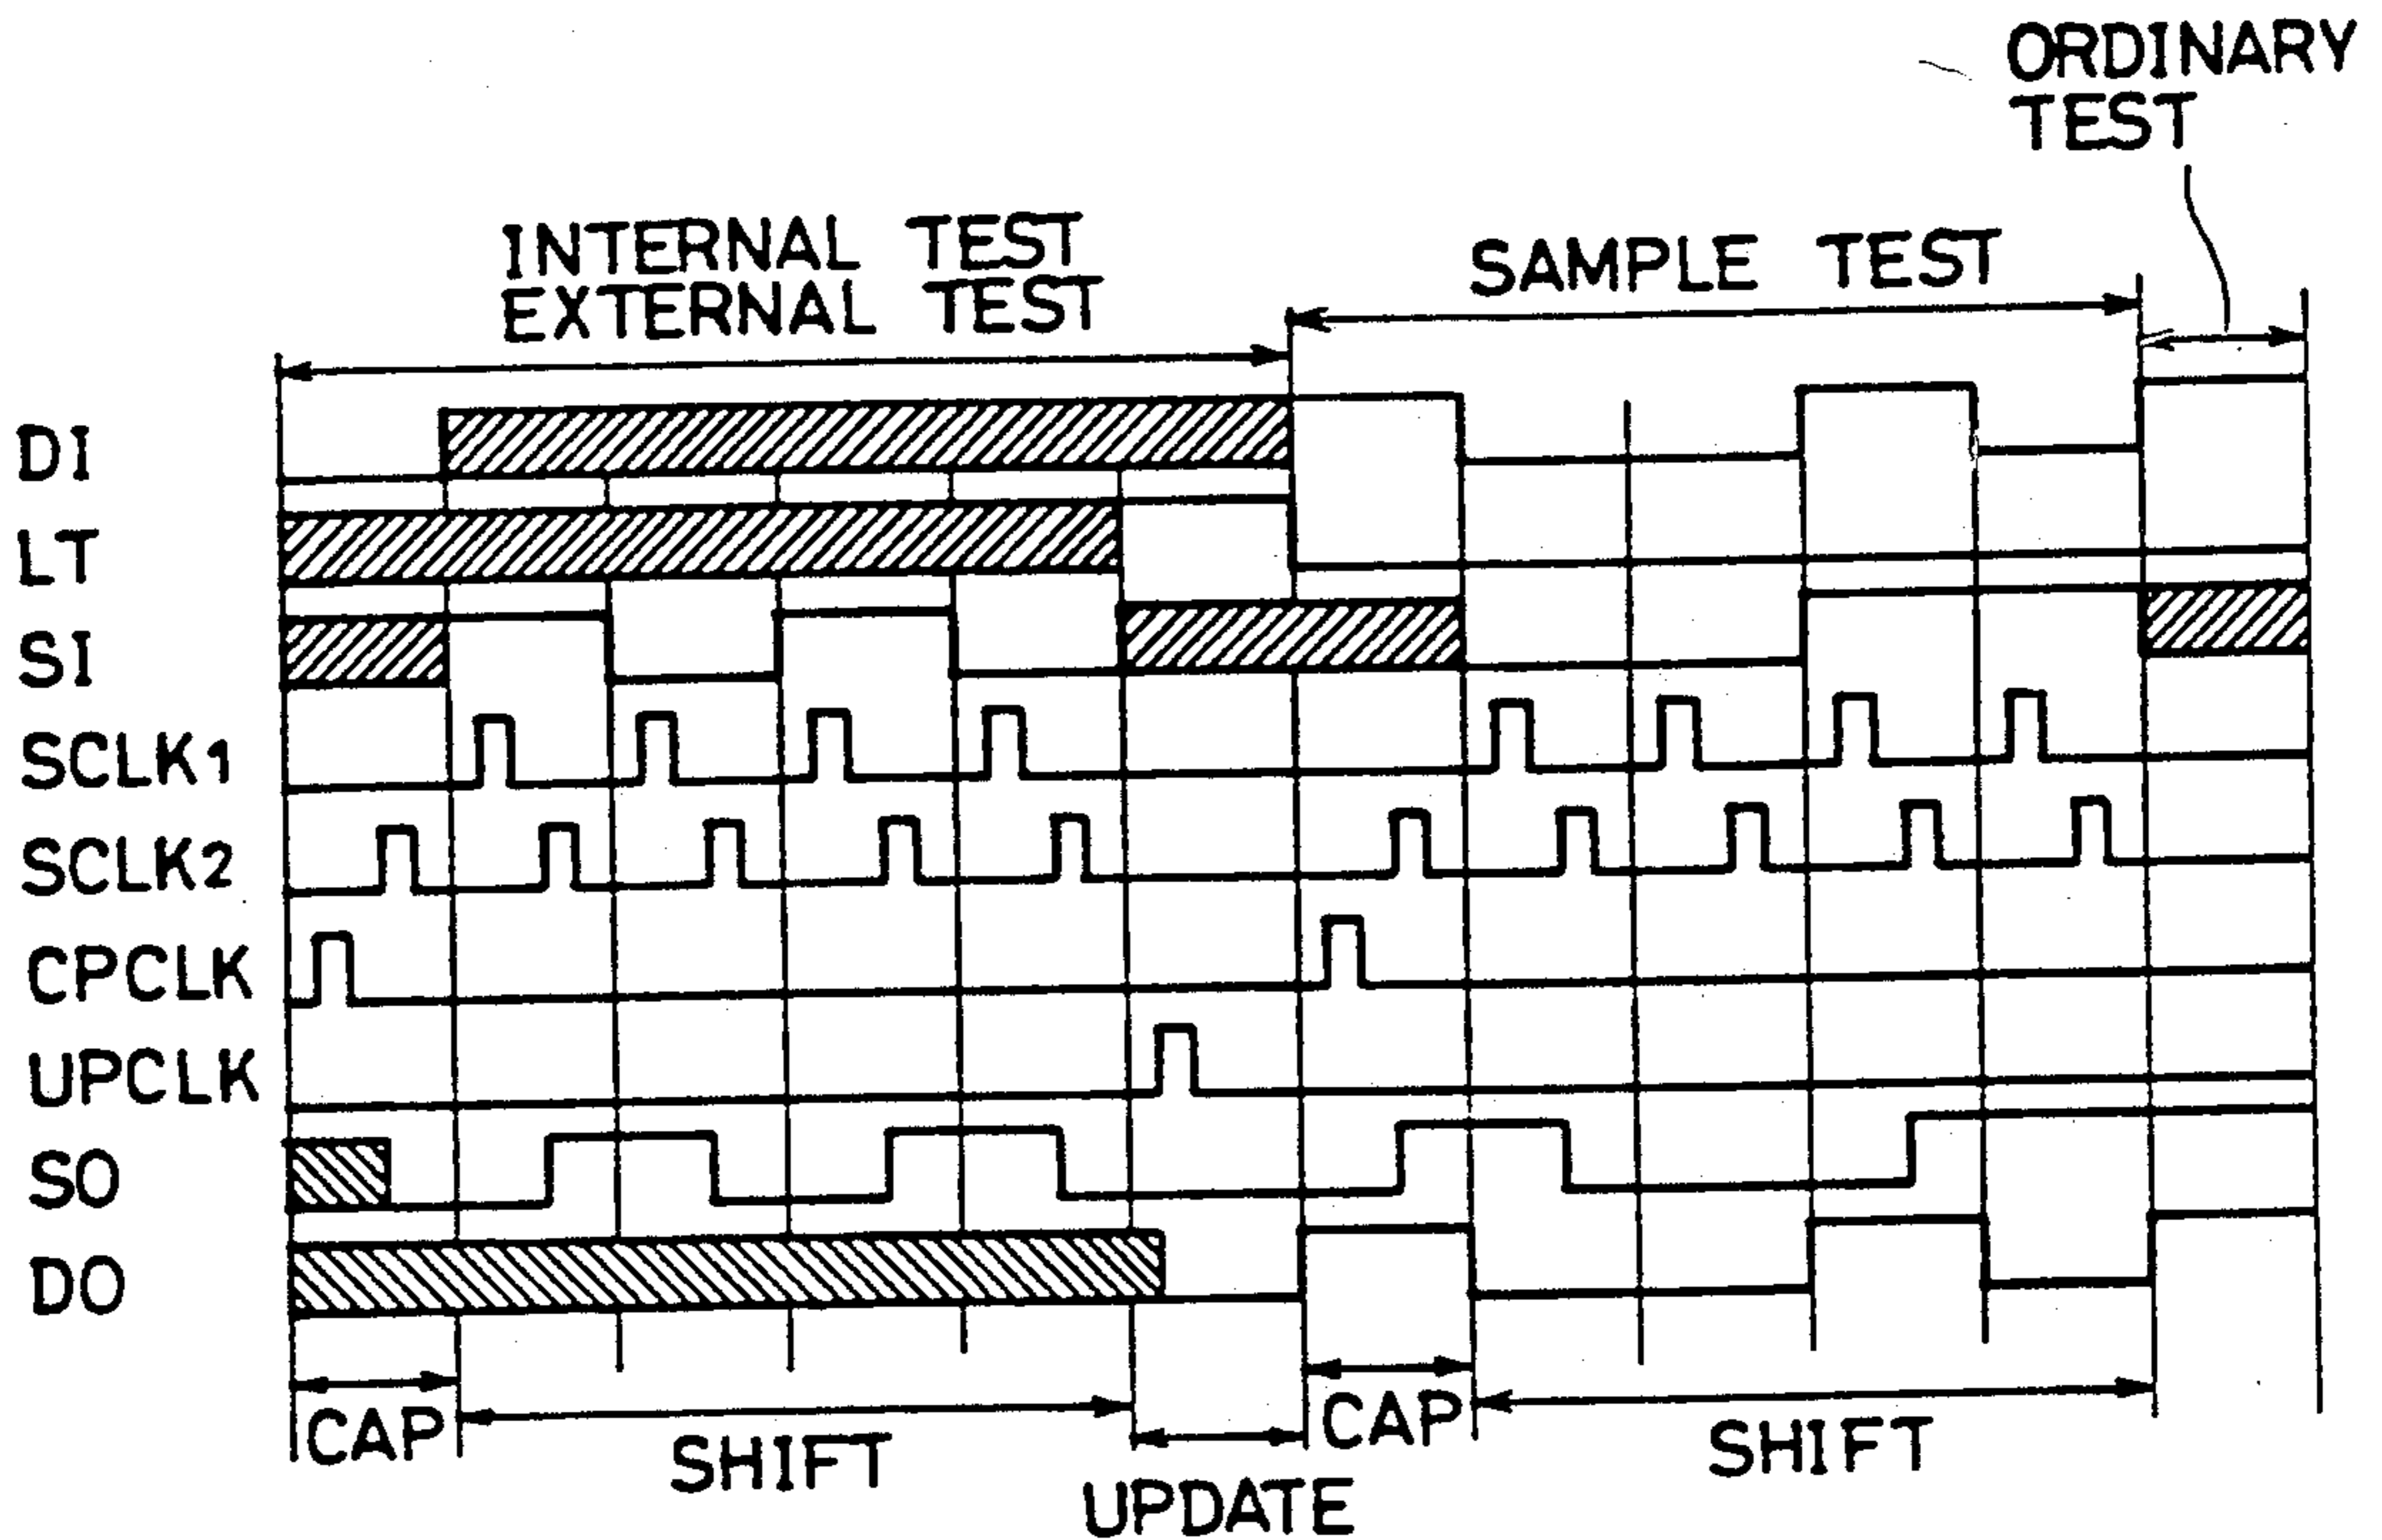 ORDINARY
TEST
INTERNAL TEST
EXTERNAL TEST
SAMPLE TEST
DI
LT
SI
SCLK1
SCLK2
CPCLK
UPCLK
SO
DO
CAP
SHIFT
UPDATE
CAP
SHIFT